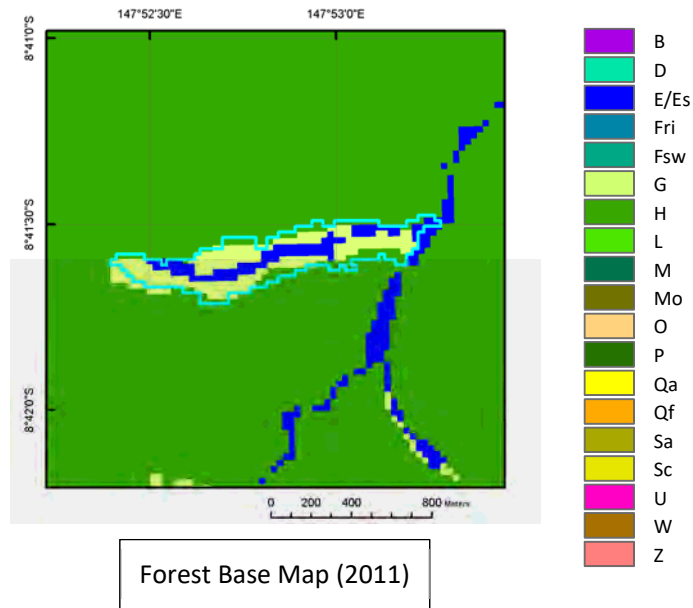 147°52'30"E 147°53'0"E
8°41'0"S
8°41'30"S
8°42'0"S
0 200 400 800 Meters
Forest Base Map (2011)
B
D
E/Es
Fri
Fsw
G
H
L
M
Mo
O
P
Qa
Qf
Sa
Sc
U
W
Z